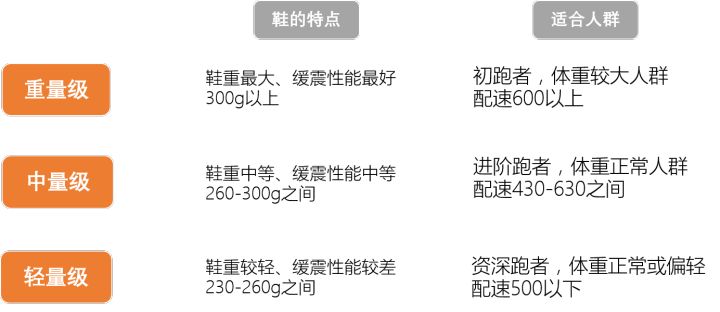 鞋的特点
适合人群
重量级
鞋重最大、缓震性能最好
300g以上
初跑者，体重较大人群
配速600以上
中量级
鞋重中等、缓震性能中等
260-300g之间
进阶跑者，体重正常人群
配速430-630之间
轻量级
鞋重较轻、缓震性能较差
230-260g之间
资深跑者，体重正常或偏轻
配速500以下